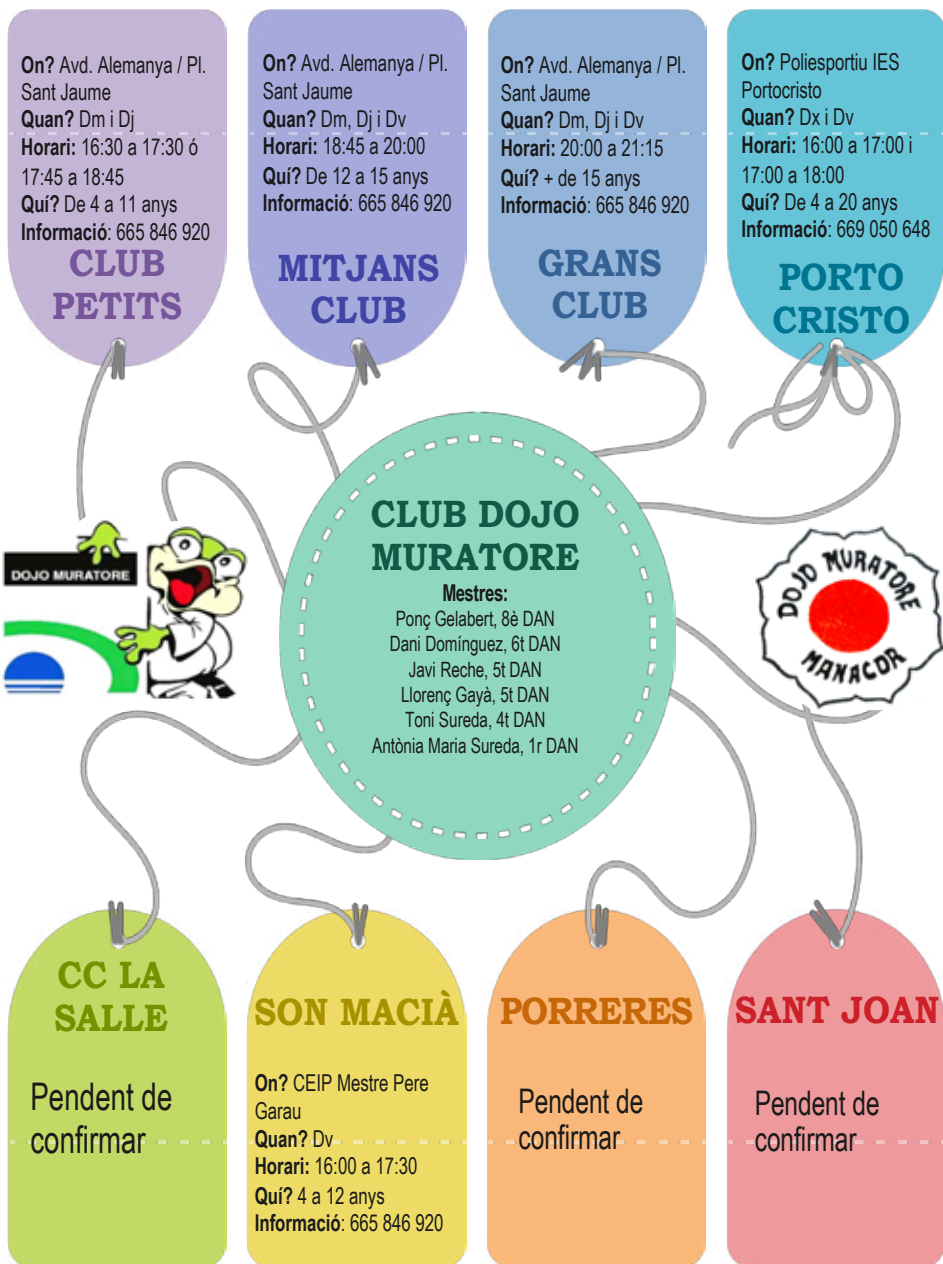 On? Avd. Alemanya / Pl.
Sant Jaume
Quan? Dm i Dj
Horari: 16:30 a 17:30 ó
17:45 a 18:45
Quí? De 4 a 11 anys
Informació: 665 846 920
CLUB
PETITS
On? Avd. Alemanya / Pl.
Sant Jaume
Quan? Dm, Dj i Dv
Horari: 18:45 a 20:00
Quí? De 12 a 15 anys
Informació: 665 846 920
MITJANS
CLUB
On? Avd. Alemanya / Pl.
Sant Jaume
Quan? Dm, Dj i Dv
Horari: 20:00 a 21:15
Quí? + de 15 anys
Informació: 665 846 920
GRANS
CLUB
On? Poliesportiu IES
Portocristo
Quan? Dx i Dv
Horari: 16:00 a 17:00 i
17:00 a 18:00
Quí? De 4 a 20 anys
Informació: 669 050 648
PORTO
CRISTO
DOJO MURATORE
CLUB DOJO
MURATORE
Mestres:
Ponç Gelabert, 8è DAN
Dani Domínguez, 6t DAN
Javi Reche, 5t DAN
Llorenç Gayà, 5t DAN
Toni Sureda, 4t DAN
Antònia Maria Sureda, 1r DAN
DOJO MURATORE
MANACOR
CC LA
SALLE
Pendent de
confirmar
SON MACIÀ
On? CEIP Mestre Pere
Garau
Quan? Dv
Horari: 16:00 a 17:30
Quí? 4 a 12 anys
Informació: 665 846 920
PORRERES
Pendent de
confirmar
SANT JOAN
Pendent de
confirmar